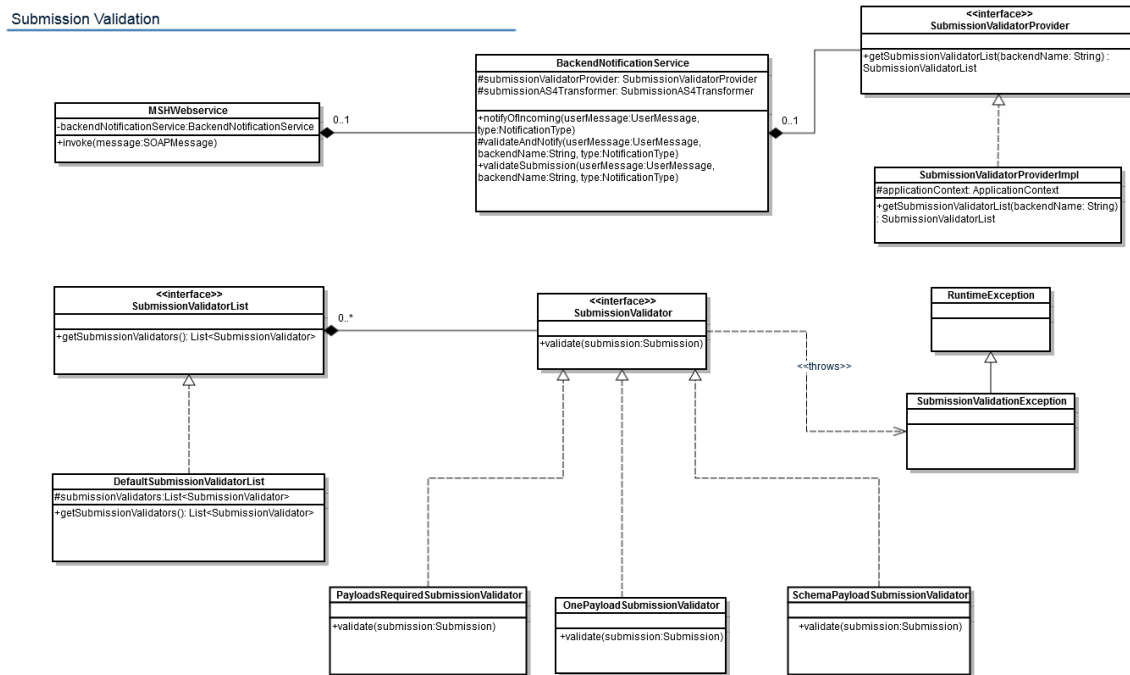 Submission Validation
<<interface>>
SubmissionValidatorProvider
+getSubmissionValidatorList(backendName: String) :
SubmissionValidatorList
BackendNotificationService
#submissionValidatorProvider: SubmissionValidatorProvider
#submissionAS4Transformer: SubmissionAS4Transformer
+notifyOfIncoming(userMessage:UserMessage,
type:NotificationType)
#validateAndNotify(userMessage:UserMessage,
backendName:String, type:NotificationType)
+validateSubmission(userMessage:UserMessage,
backendName:String, type:NotificationType)
0..1
MSHWebservice
-backendNotificationService:BackendNotificationService
+invoke(message:SOAPMessage)
0..1
SubmissionValidatorProviderImpl
#applicationContext: ApplicationContext
+getSubmissionValidatorList(backendName: String)
: SubmissionValidatorList
<<interface>>
SubmissionValidatorList
+getSubmissionValidators(): List<SubmissionValidator>
0..*
<<interface>>
SubmissionValidator
+validate(submission:Submission)
RuntimeException
<<throws>>
SubmissionValidationException
DefaultSubmissionValidatorList
#submissionValidators:List<SubmissionValidator>
+getSubmissionValidators(): List<SubmissionValidator>
PayloadsRequiredSubmissionValidator
+validate(submission:Submission)
OnePayloadSubmissionValidator
+validate(submission:Submission)
SchemaPayloadSubmissionValidator
+validate(submission:Submission)